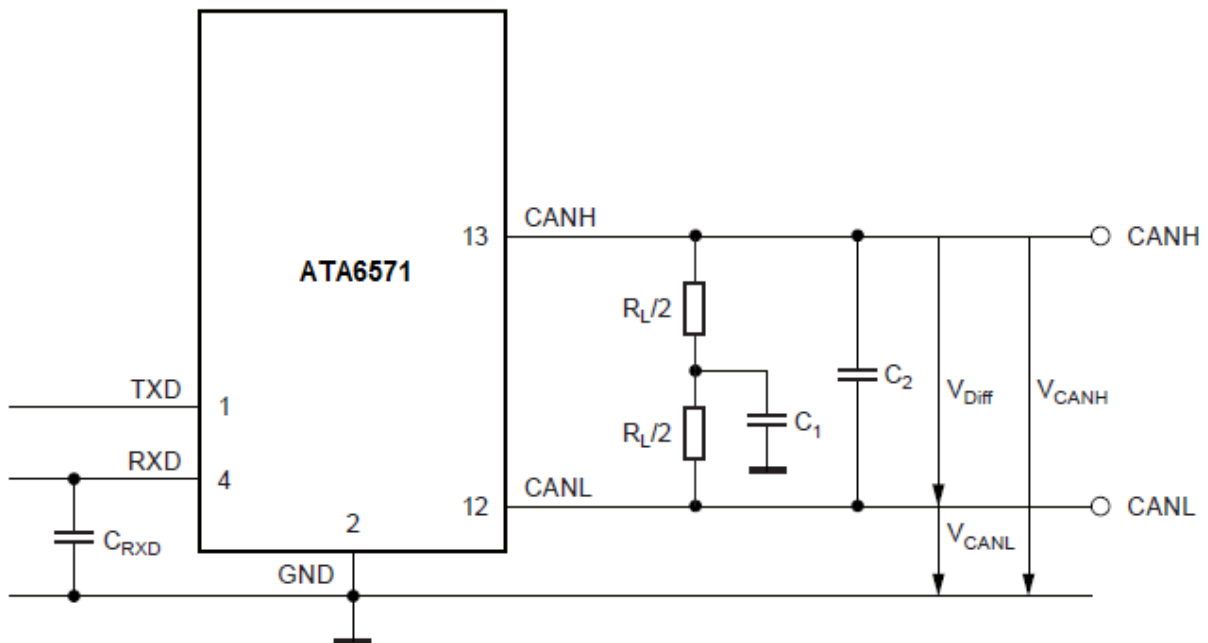 CANH
13
CANH
ATA6571
R_L/2
TXD
C_2
V_Diff
V_CANH
1
R_L/2
C_1
RXD
4
CANL
12
CANL
2
C_RXD
V_CANL
GND